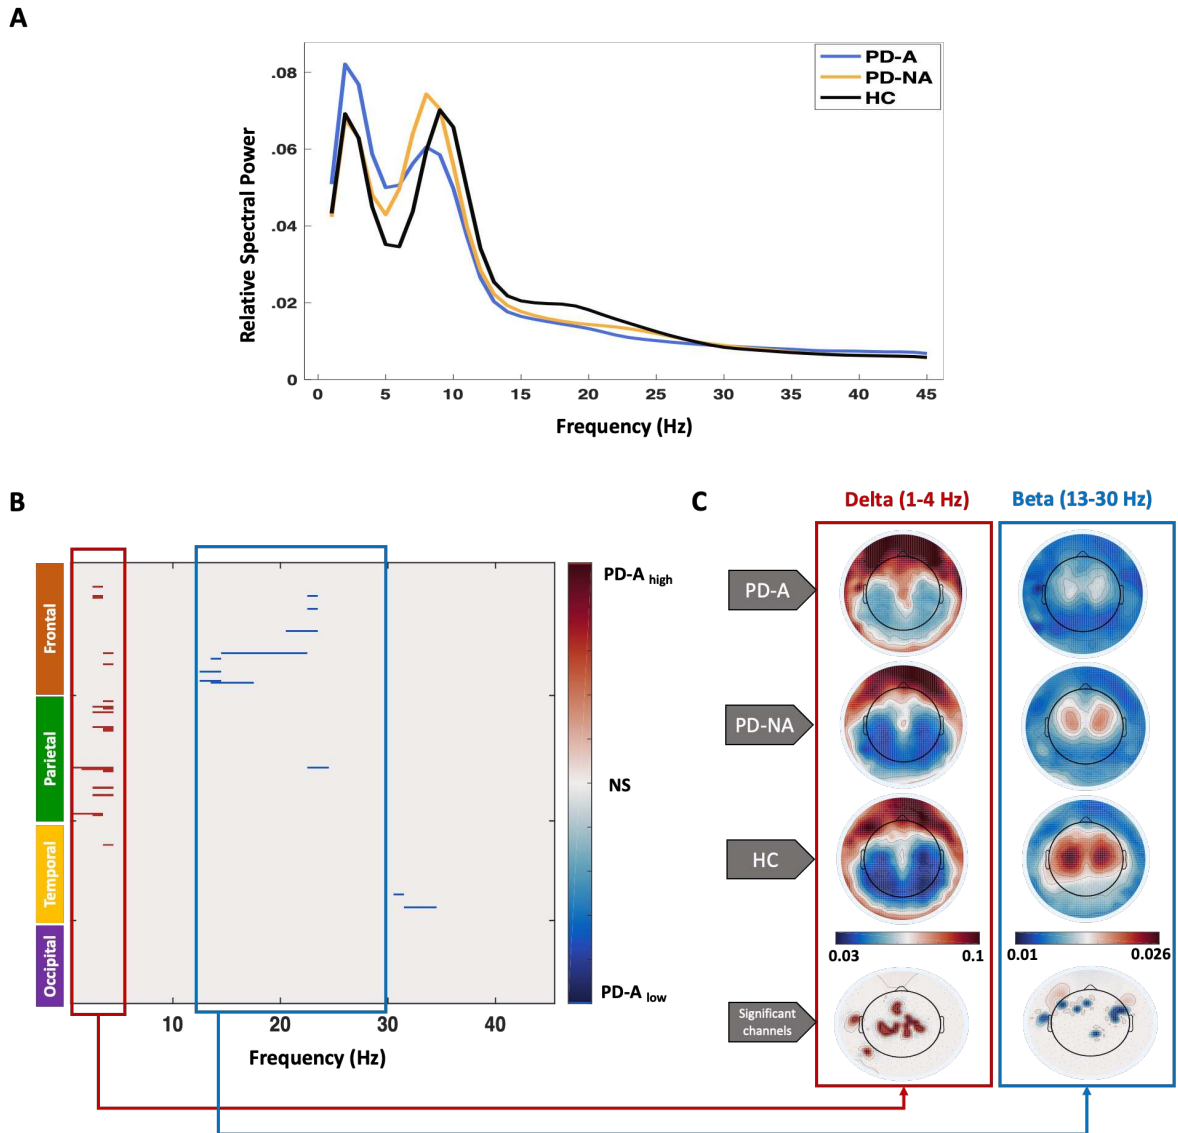 A
PD-A
PD-NA
HC
.08
.06
.04
.02
0
Relative Spectral Power
0 5 10 15 20 25 30 35 40 45
Frequency (Hz)
B
Frontal
Parietal
Temporal
Occipital
10 20 30 40
Frequency (Hz)
PD-A high
NS
PD-A low
C
Delta (1-4 Hz) Beta (13-30 Hz)
PD-A
PD-NA
HC
0.03 0.1 0.01 0.026
Significant
channels